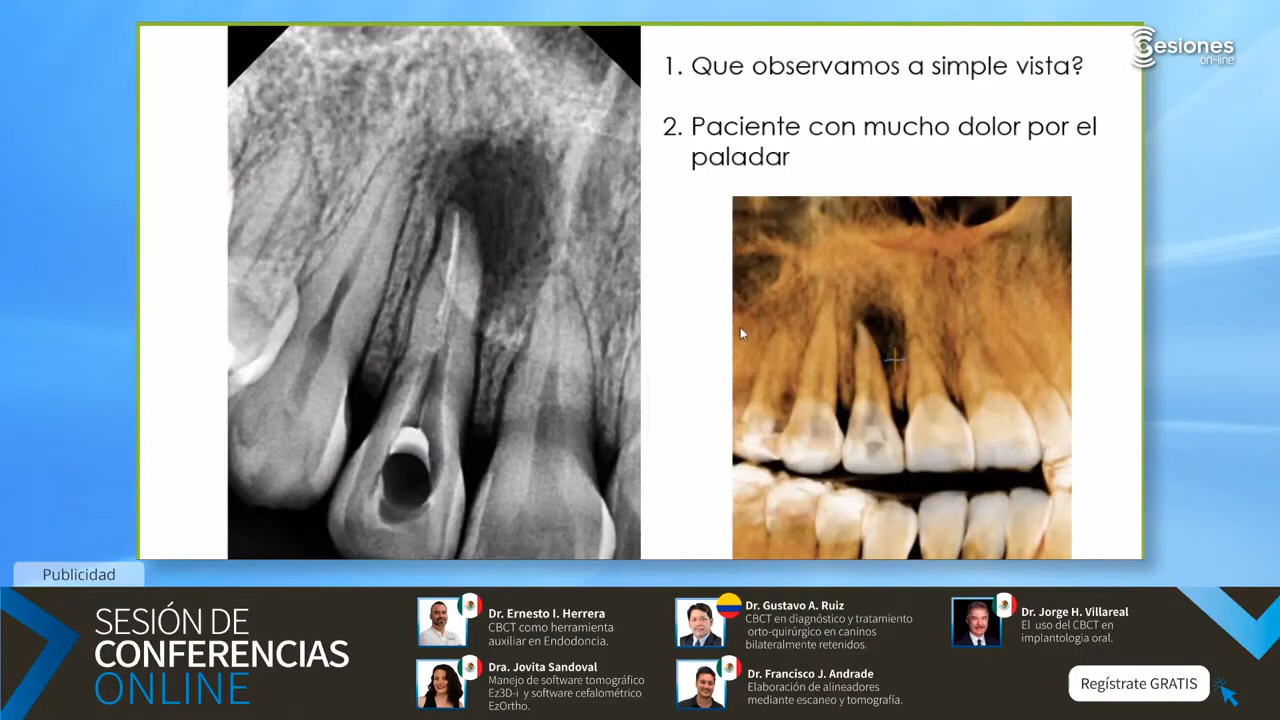 1. Que observamos a simple vista?
2. Paciente con mucho dolor por el
paladar
Sesiones
on-line
Publicidad
SESIÓN DE
CONFERENCIAS
ONLINE
Dr. Ernesto I. Herrera
CBCT como herramienta
auxiliar en Endodoncia.
Dra. Jovita Sandoval
Manejo de software tomográfico
Ez3D-i y software cefalométrico
EzOrtho.
Dr. Gustavo A. Ruiz
CBCT en diagnóstico y tratamiento
orto-quirúrgico en caninos
bilateralmente retenidos.
Dr. Francisco J. Andrade
Elaboración de alineadores
mediante escaneo y tomografía.
Dr. Jorge H. Villareal
El uso del CBCT en
implantologia oral.
Regístrate GRATIS